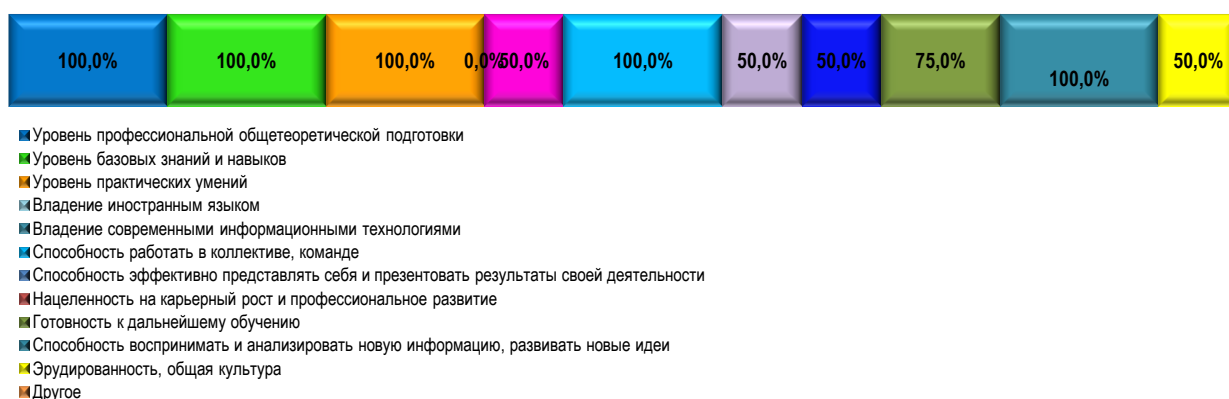 100,0% 100,0% 100,0% 0,0% 50,0% 100,0% 50,0% 50,0% 75,0% 100,0% 50,0%
Уровень профессиональной общетеоретической подготовки
Уровень базовых знаний и навыков
Уровень практических умений
Владение иностранным языком
Владение современными информационными технологиями
Способность работать в коллективе, команде
Способность эффективно представлять себя и презентовать результаты своей деятельности
Нацеленность на карьерный рост и профессиональное развитие
Готовность к дальнейшему обучению
Способность воспринимать и анализировать новую информацию, развивать новые идеи
Эрудированность, общая культура
Другое